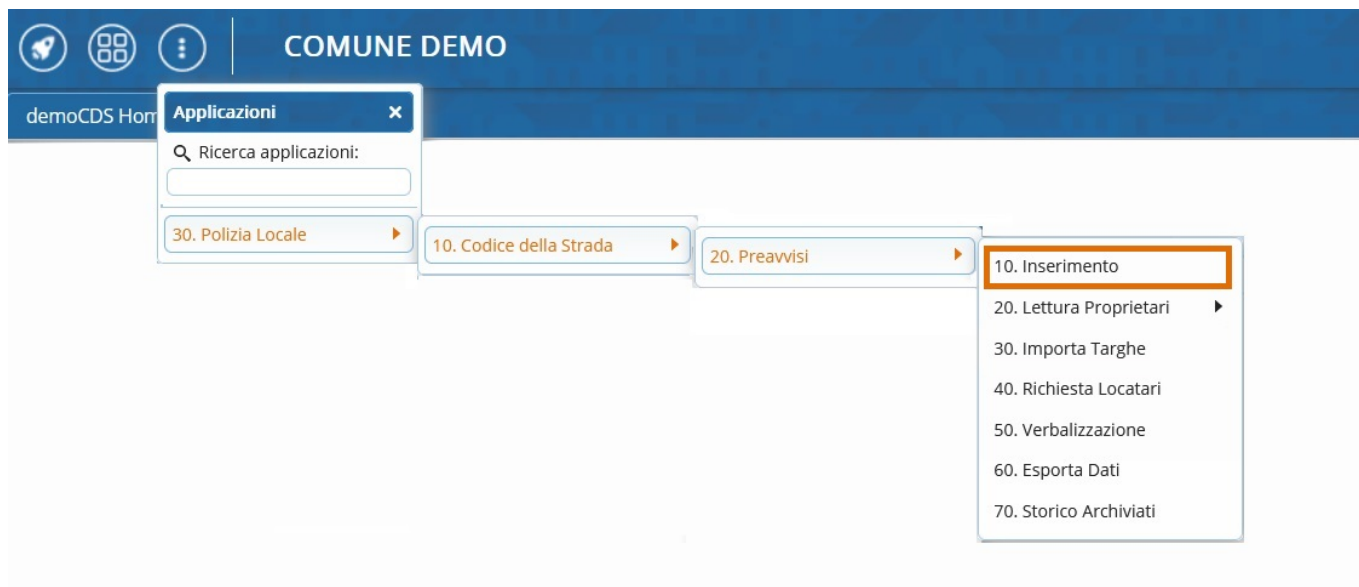 COMUNE DEMO
demoCDS Hom
Applicazioni
Ricerca applicazioni:
30. Polizia Locale
10. Codice della Strada
20. Preavvisi
10. Inserimento
20. Lettura Proprietari
30. Importa Targhe
40. Richiesta Locatari
50. Verbalizzazione
60. Esporta Dati
70. Storico Archiviati